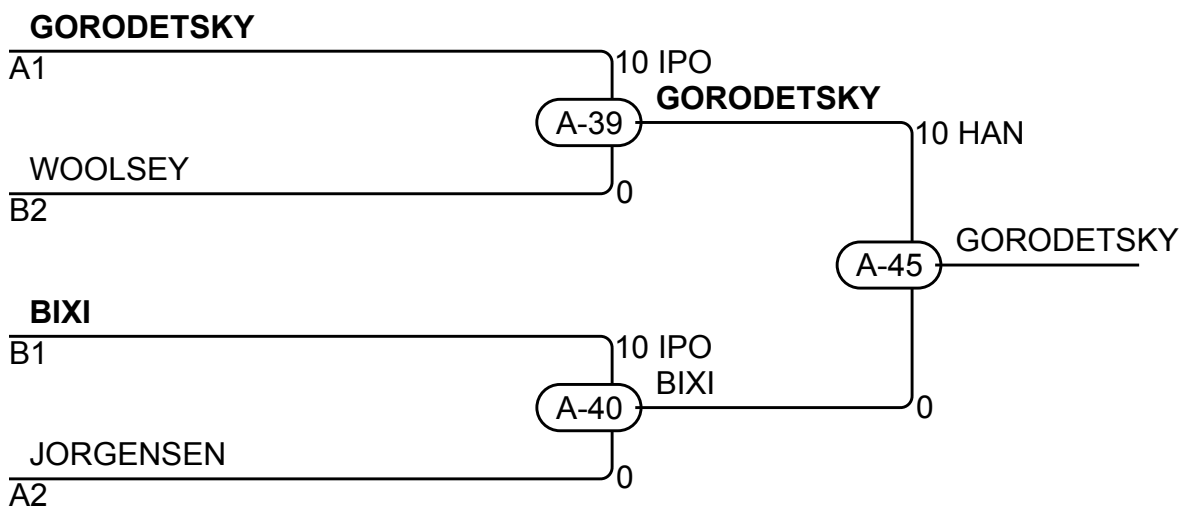 GORODETSKY
A1
10 IPO
A-39
GORODETSKY
10 HAN
WOOLSEY
B2
0
A-45
GORODETSKY
BIXI
B1
10 IPO
A-40
BIXI
0
JORGENSEN
A2
0